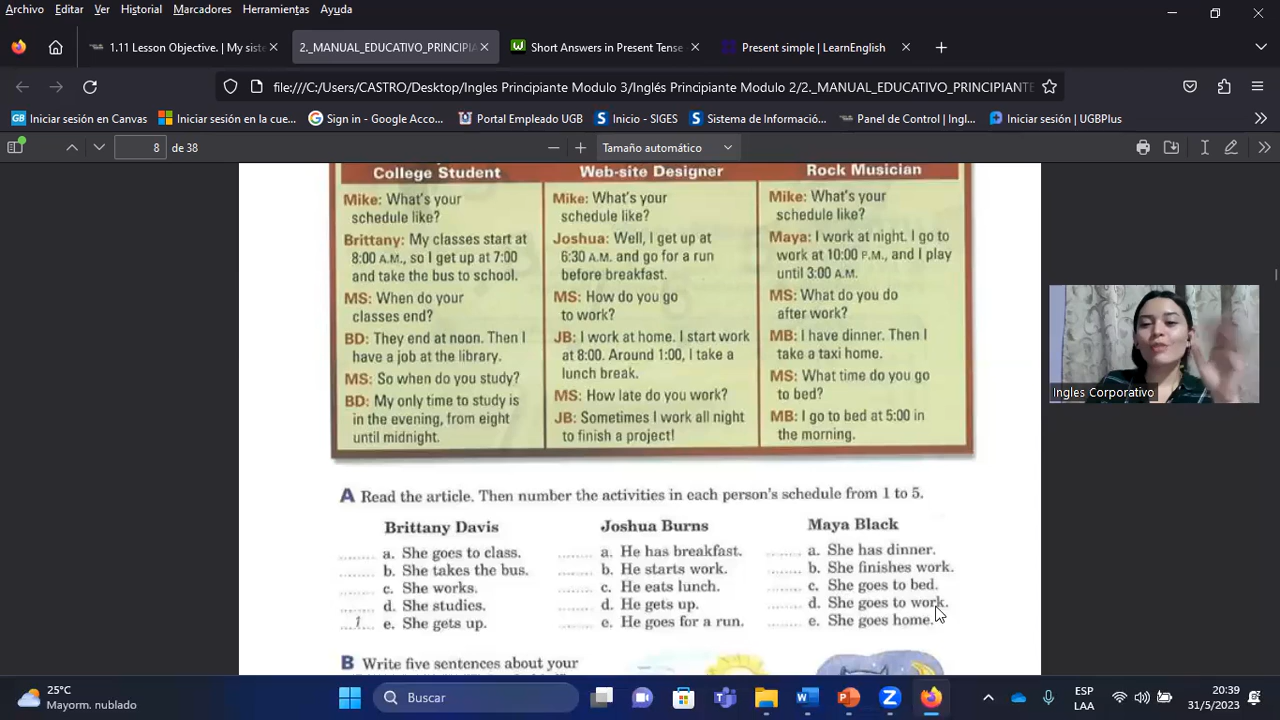 Archivo Editar Ver Historial Marcadores Herramientas Ayuda
1.11 Lesson Objective. | My siste
2._MANUAL_EDUCATIVO_PRINCIPIA
Short Answers in Present Tense
Present simple | LearnEnglish
file:///C:/Users/CASTRO/Desktop/Ingles Principiante Modulo 3/Inglés Principiante Modulo 2/2._MANUAL_EDUCATIVO_PRINCIPIANTE
Iniciar sesión en Canvas
Iniciar sesión en la cue...
Sign in - Google Acco...
Portal Empleado UGB
Inicio - SIGES
Sistema de Informació...
Panel de Control | Ingl...
Iniciar sesión | UGBPlus
8 de 38
Tamaño automático
College Student
Mike: What's your
schedule like?
Brittany: My classes start at
8:00 A.M., so I get up at 7:00
and take the bus to school.
MS: When do your
classes end?
BD: They end at noon. Then I
have a job at the library.
MS: So when do you study?
BD: My only time to study is
in the evening, from eight
until midnight.
Web-site Designer
Mike: What's your
schedule like?
Joshua: Well, I get up at
6:30 A.M. and go for a run
before breakfast.
MS: How do you go
to work?
JB: I work at home. I start work
at 8:00. Around 1:00, I take a
lunch break.
MS: How late do you work?
JB: Sometimes I work all night
to finish a project!
Rock Musician
Mike: What's your
schedule like?
Maya: I work at night. I go to
work at 10:00 P.M., and I play
until 3:00 A.M.
MS: What do you do
after work?
MB: I have dinner. Then I
take a taxi home.
MS: What time do you go
to bed?
MB: I go to bed at 5:00 in
the morning.
A Read the article. Then number the activities in each person's schedule from 1 to 5.
Brittany Davis
a. She goes to class.
b. She takes the bus.
c. She works.
d. She studies.
1 e. She gets up.
Joshua Burns
a. He has breakfast.
b. He starts work.
c. He eats lunch.
d. He gets up.
e. He goes for a run.
Maya Black
a. She has dinner.
b. She finishes work.
c. She goes to bed.
d. She goes to work.
e. She goes home.
B Write five sentences about your
Ingles Corporativo
25°C
Mayorm. nubledo
Buscar
ESP
LAA
20:39
31/5/2023